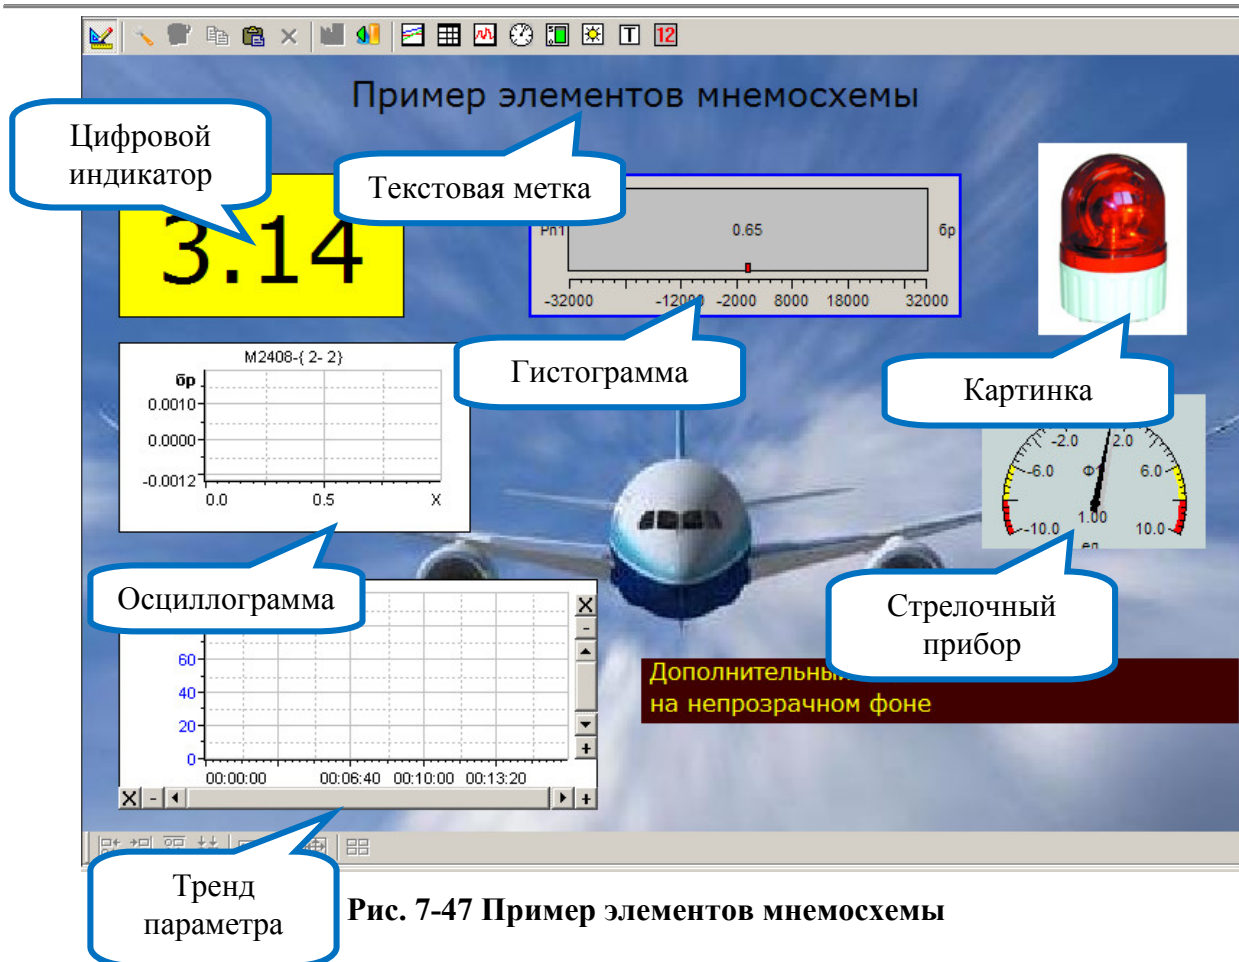 T 12
Пример элементов мнемосхемы
Цифровой
индикатор
Текстовая метка
3.14
Рп1 0.65 бр
-32000 -12000 -2000 8000 18000 32000
Гистограмма
Картинка
М2408-{ 2- 2}
бр
0.0010
0.0000
-0.0012
0.0 0.5 X
-2.0 2.0
-6.0 6.0
1.00
-10.0 10.0
Осциллограмма
Стрелочный
прибор
60
40
20
0
00:00:00 00:06:40 00:10:00 00:13:20
X - +
X - +
на непрозрачном фоне
Тренд
параметра
Рис. 7-47 Пример элементов мнемосхемы